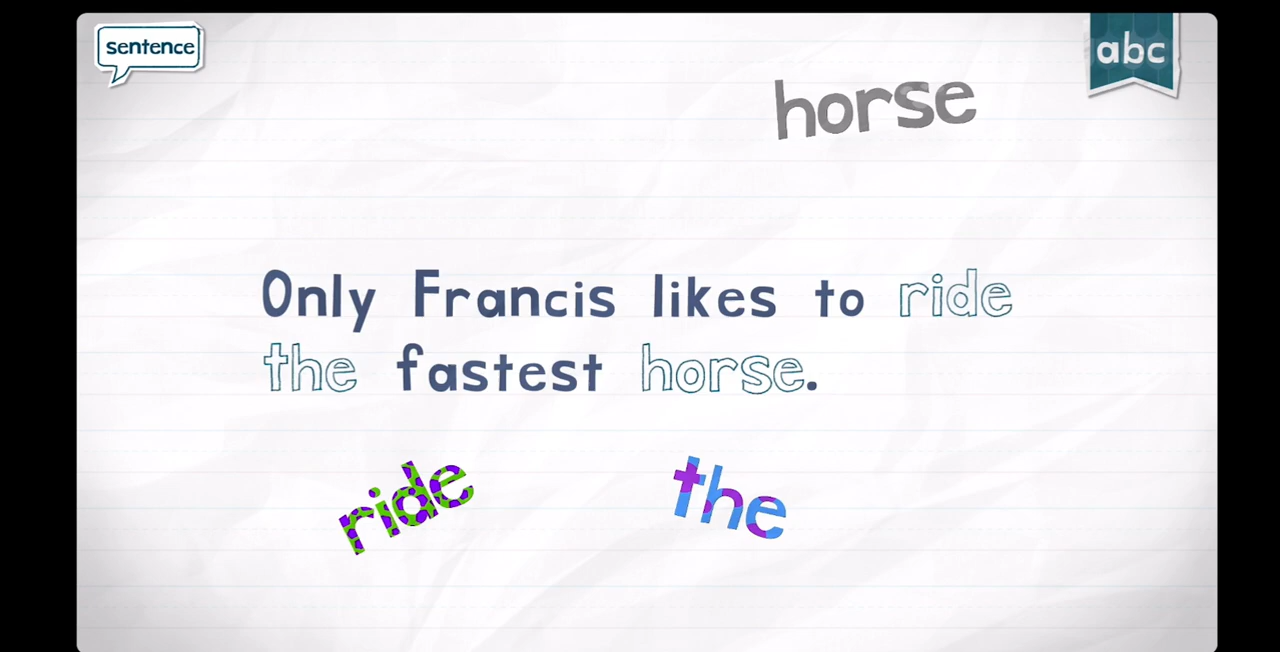 sentence
abc
horse
Only Francis likes to ride
the fastest horse.
ride
the